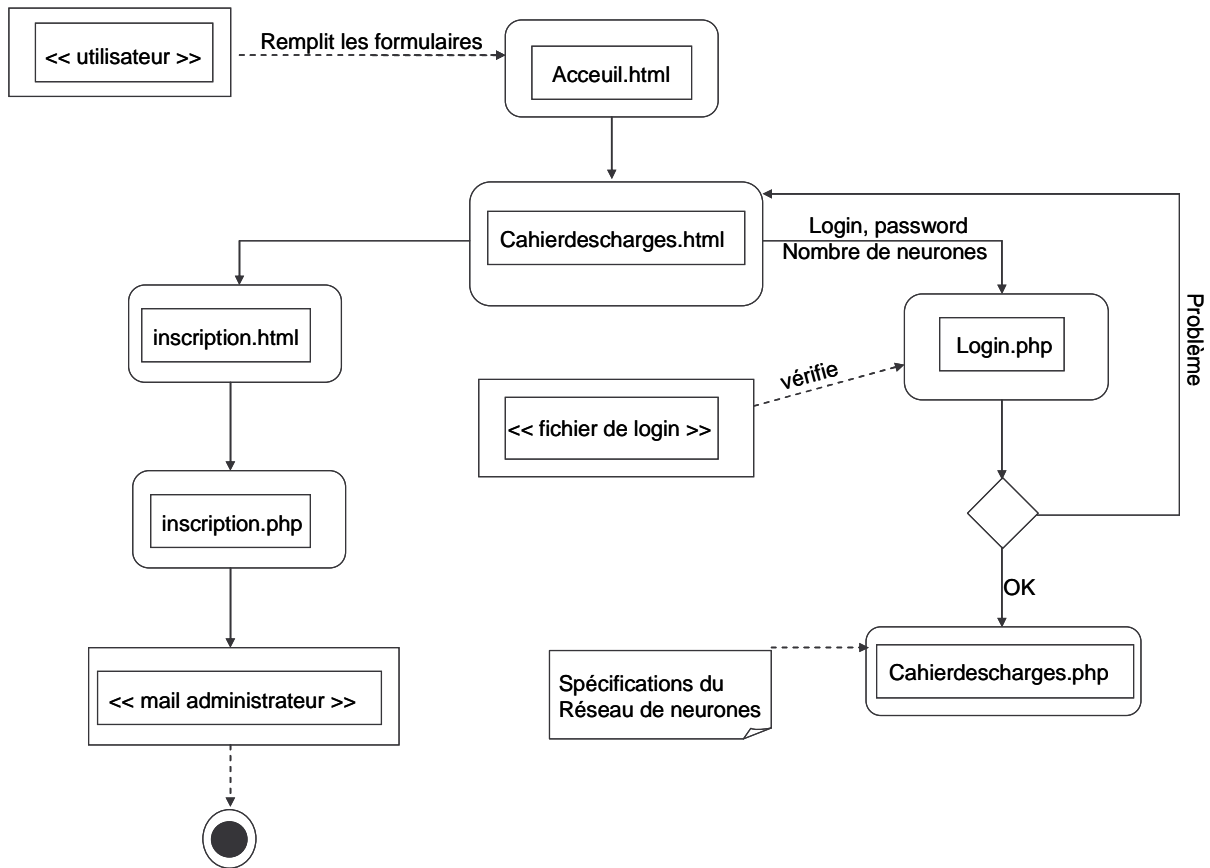 << utilisateur >>
Remplit les formulaires
Acceuil.html
Cahierdescharges.html
Login, password
Nombre de neurones
inscription.html
Login.php
Problème
vérifie
<< fichier de login >>
inscription.php
OK
<< mail administrateur >>
Spécifications du
Réseau de neurones
Cahierdescharges.php